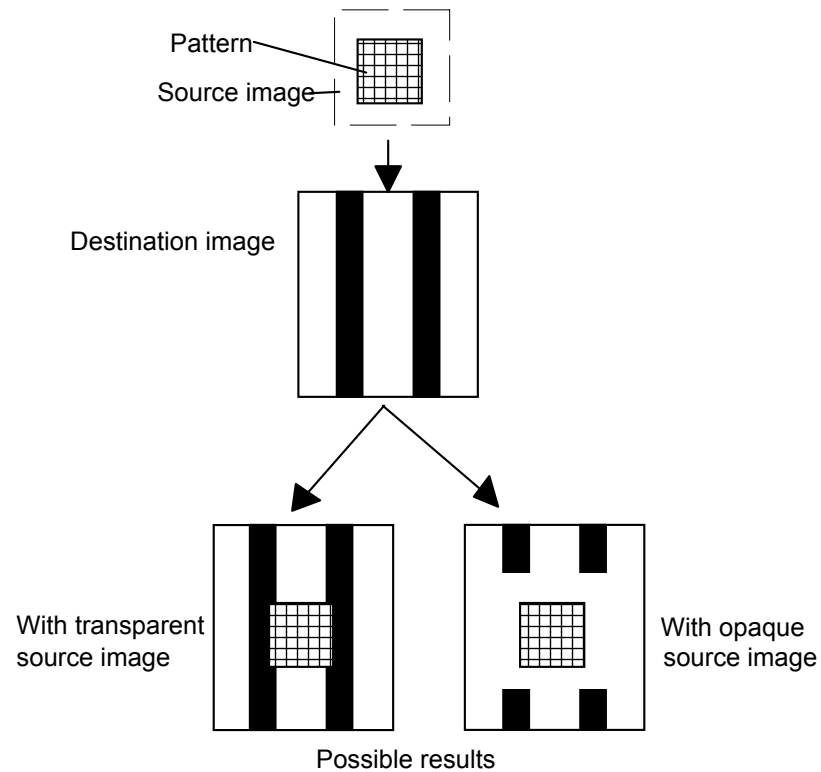 Pattern
Source image
Destination image
With transparent
source image
With opaque
source image
Possible results